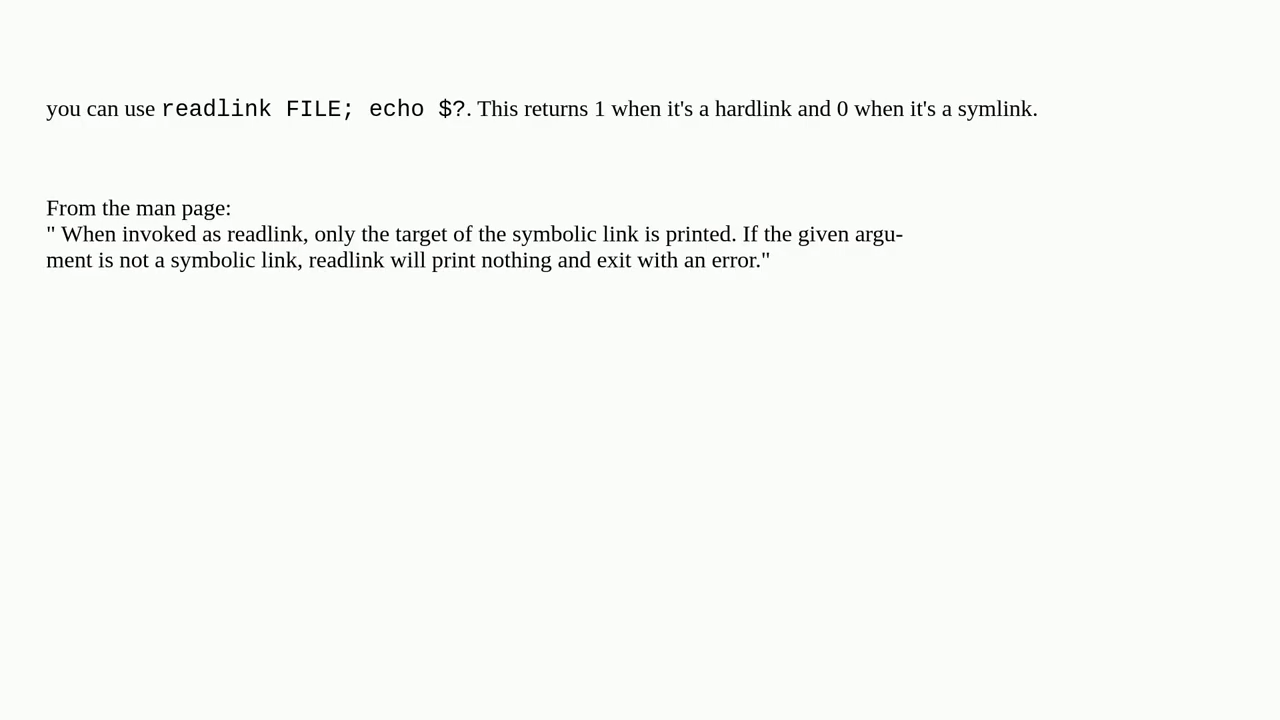 you can use readlink FILE; echo $?. This returns 1 when it's a hardlink and 0 when it's a symlink.
From the man page:
" When invoked as readlink, only the target of the symbolic link is printed. If the given argu-
ment is not a symbolic link, readlink will print nothing and exit with an error."